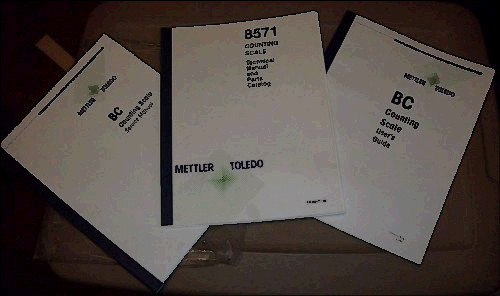 METTLER TOLEDO
BC
Counting Scale
Service Manual
8571
COUNTING
SCALE
Technical
Manual
and
Parts
Catalog
METTLER TOLEDO
METTLER TOLEDO
BC
Counting
Scale
User's
Guide